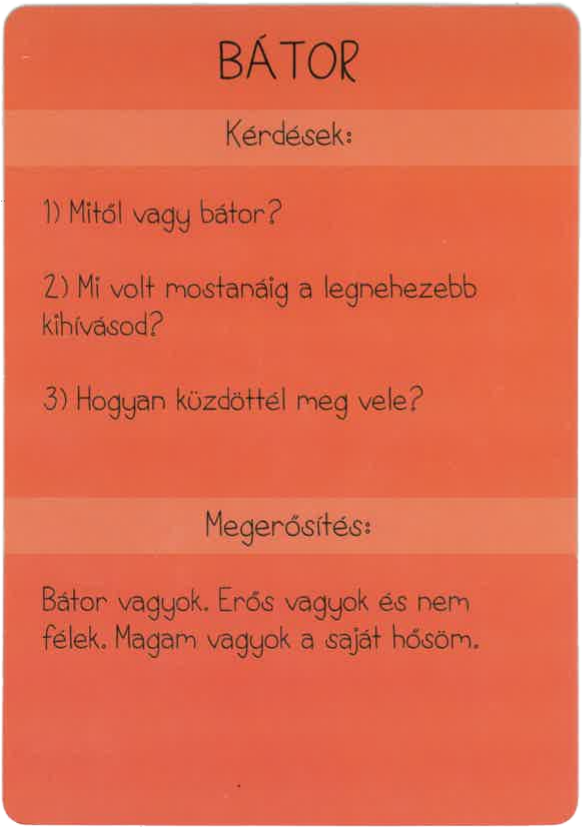 BÁTOR
Kérdések:
1) Mitől vagy bátor?
2) Mi volt mostanáig a legnehezebb
kihívásod?
3) Hogyan küzdöttél meg vele?
Megerősítés:
Bátor vagyok. Erős vagyok és nem
félek. Magam vagyok a saját hősöm.